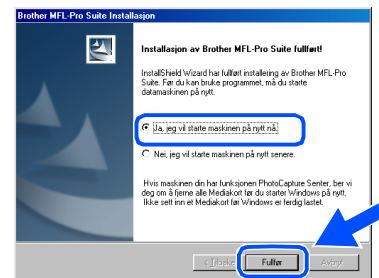 Brother MFL-Pro Suite Installasjon
Installasjon av Brother MFL-Pro Suite fullført!
InstallShield Wizard har fullført installering av Brother MFL-Pro
Suite. Før du kan bruke programmet, må du starte
datamaskinen på nytt.
Ja, jeg vil starte maskinen på nytt nå.
Nei, jeg vil starte maskinen på nytt senere.
Hvis maskinen din har funksjonen PhotoCapture Senter, ber vi
deg om å fjerne alle Mediakort før du starter Windows på nytt.
Ikke sett inn et Mediakort før Windows er ferdig lastet.
< Tilbake Fullfør Avbryt